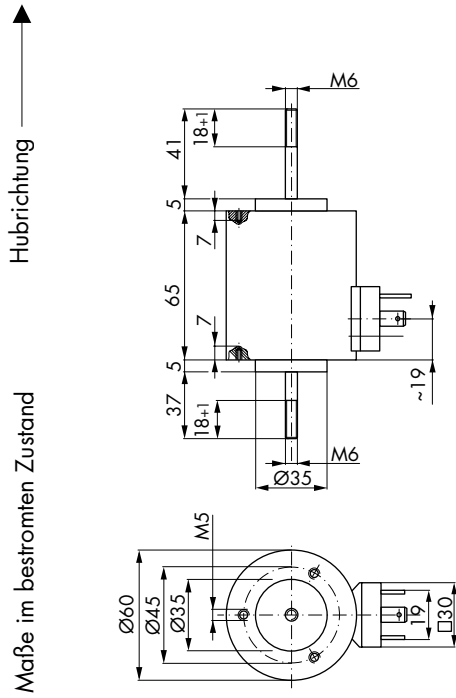 Maße im bestromten Zustand
Hubrichtung
M6
18+1
41
5
7
65
7
5
37
18+1
~19
M6
Ø35
M5
Ø60
Ø45
Ø35
19
□30